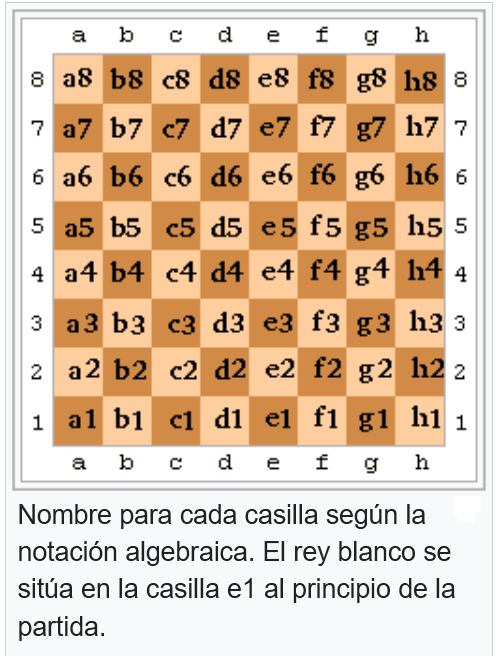 a b c d e f g h
8 a8 b8 c8 d8 e8 f8 g8 h8 8
7 a7 b7 c7 d7 e7 f7 g7 h7 7
6 a6 b6 c6 d6 e6 f6 g6 h6 6
5 a5 b5 c5 d5 e5 f5 g5 h5 5
4 a4 b4 c4 d4 e4 f4 g4 h4 4
3 a3 b3 c3 d3 e3 f3 g3 h3 3
2 a2 b2 c2 d2 e2 f2 g2 h2 2
1 a1 b1 c1 d1 e1 f1 g1 h1 1
a b c d e f g h
Nombre para cada casilla según la
notación algebraica. El rey blanco se
sitúa en la casilla e1 al principio de la
partida.